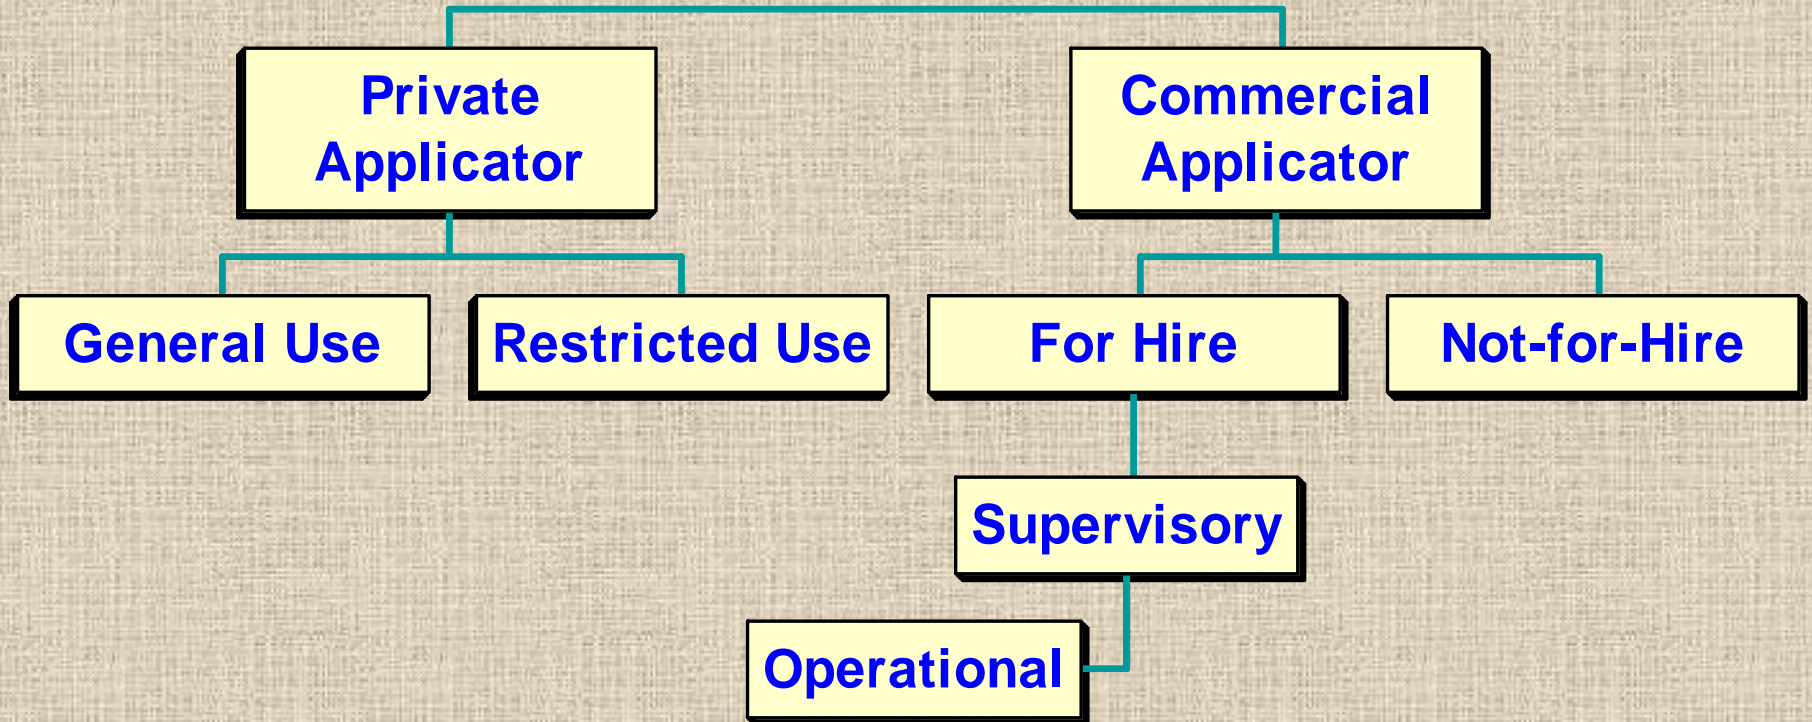 Private
Applicator
Commercial
Applicator
General Use
Restricted Use
For Hire
Not-for-Hire
Supervisory
Operational